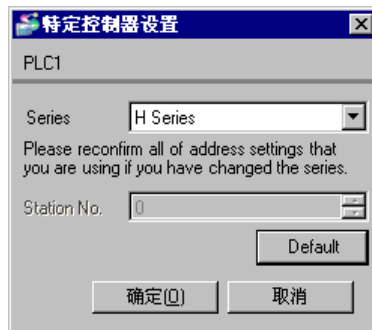 特定控制器设置
PLC1
Series H Series
Please reconfirm all of address settings that
you are using if you have changed the series.
Station No. 0
Default
确定(O) 取消